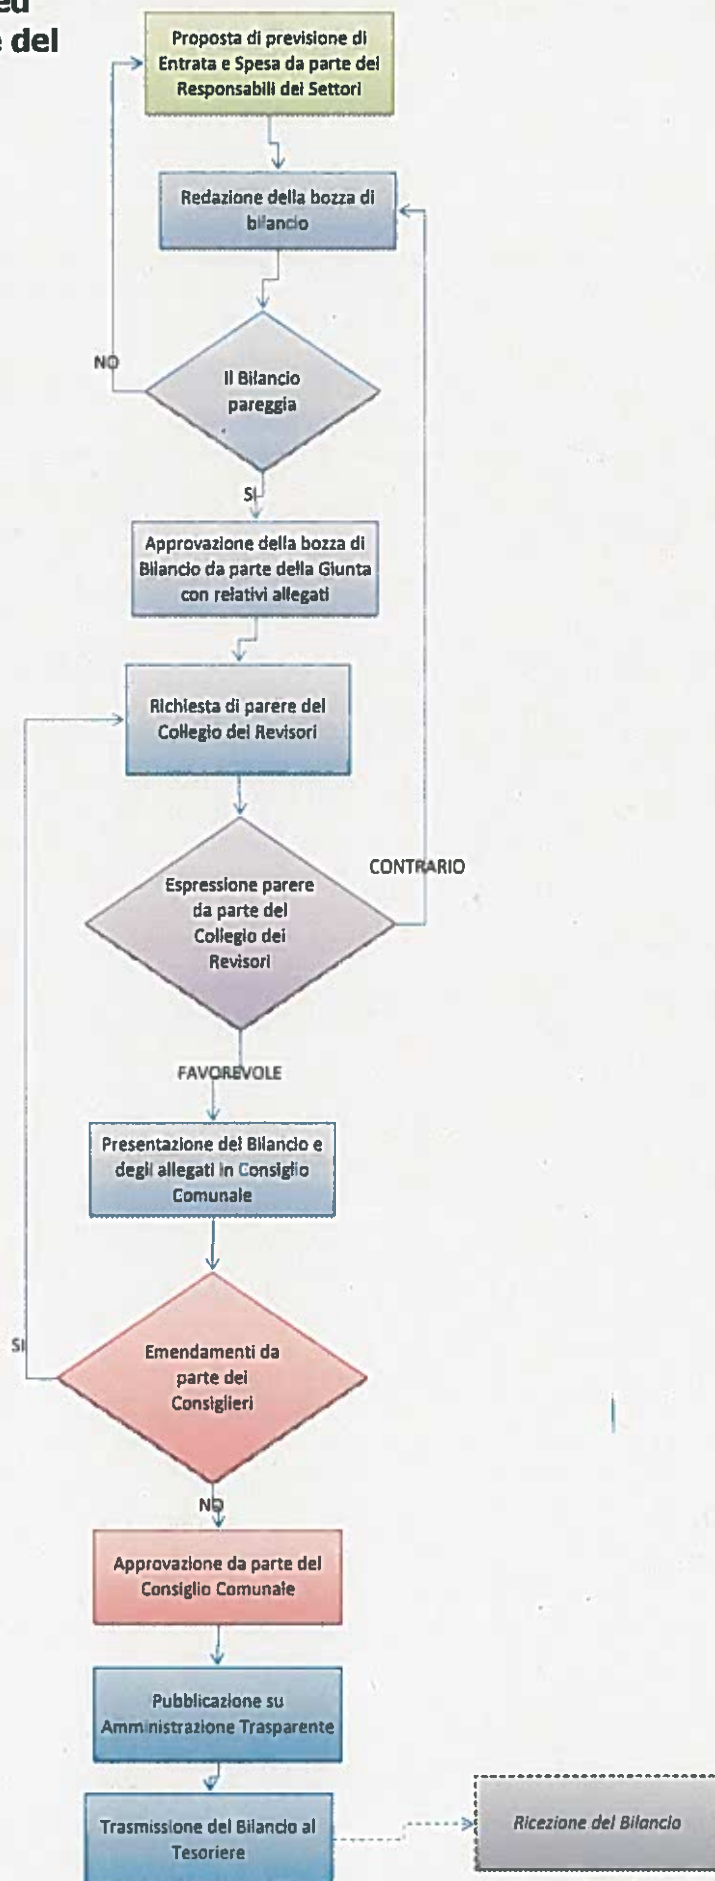 ed
e del
Proposta di previsione di
Entrata e Spesa da parte dei
Responsabili dei Settori
Redazione della bozza di
bilancio
NO
Il Bilancio
pareggia
SI
Approvazione della bozza di
Bilancio da parte della Giunta
con relativi allegati
Richiesta di parere del
Collegio dei Revisori
CONTRARIO
Espressione parere
da parte del
Collegio dei
Revisori
FAVOREVOLE
Presentazione del Bilancio e
degli allegati in Consiglio
Comunale
SI
Emendamenti da
parte dei
Consiglieri
NO
Approvazione da parte del
Consiglio Comunale
Pubblicazione su
Amministrazione Trasparente
Trasmissione del Bilancio al
Tesoriere
Ricezione del Bilancio